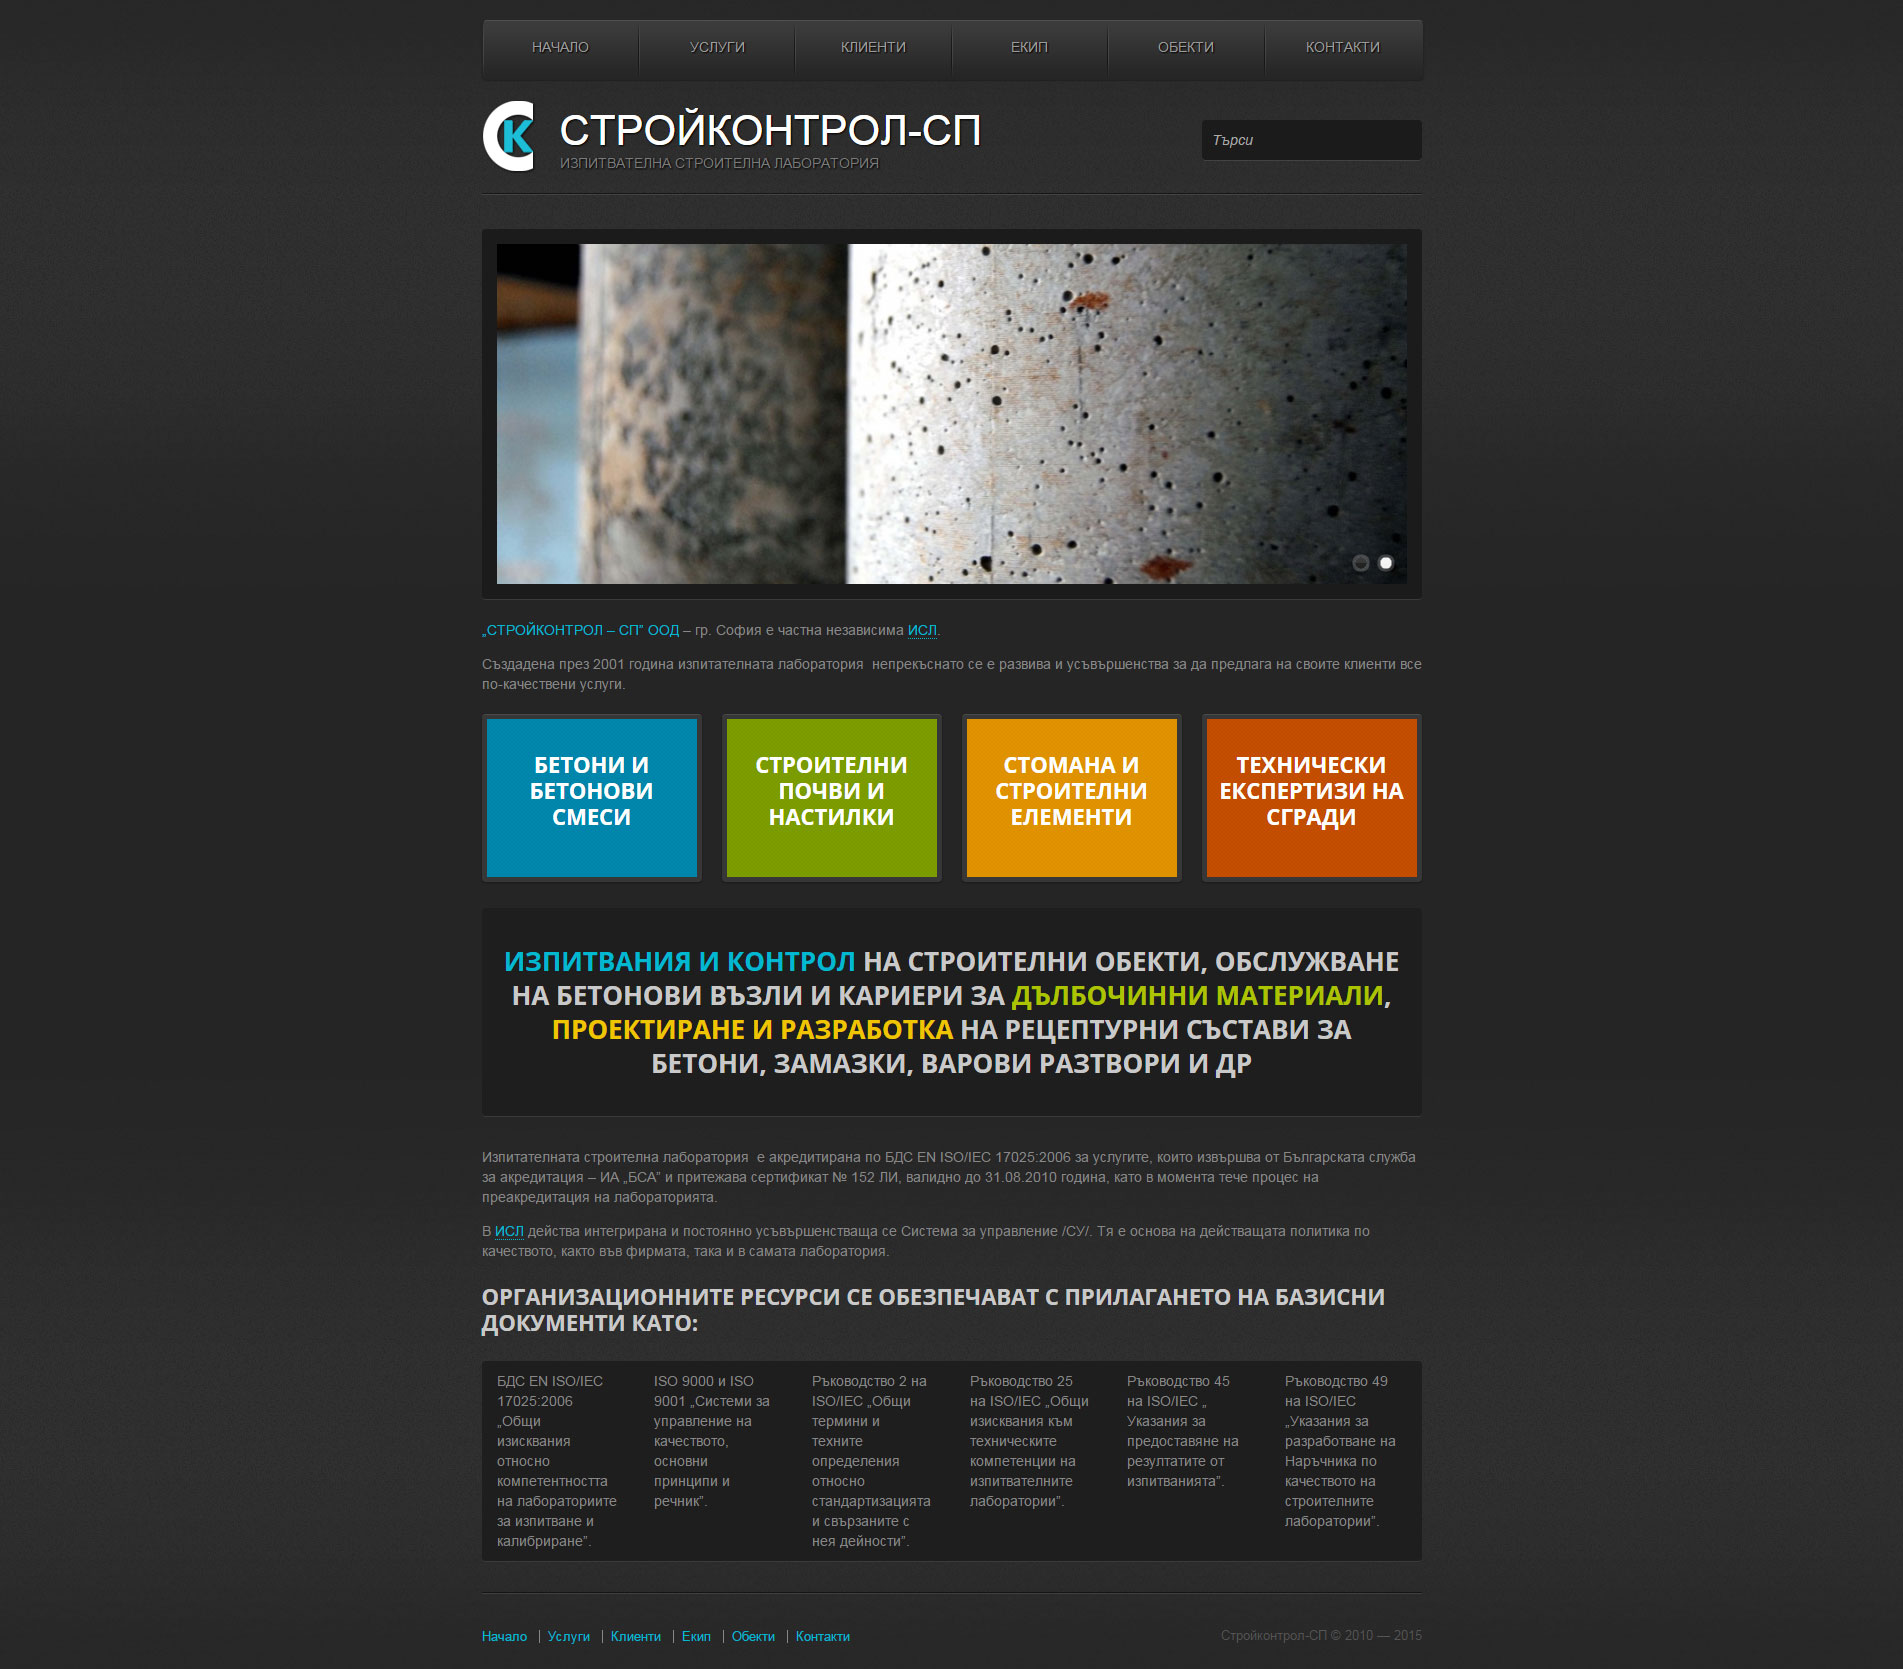 НАЧАЛО УСЛУГИ КЛИЕНТИ ЕКИП ОБЕКТИ КОНТАКТИ
СК
СТРОЙКОНТРОЛ-СП
ИЗПИТВАТЕЛНА СТРОИТЕЛНА ЛАБОРАТОРИЯ
Търси
„СТРОЙКОНТРОЛ – СП” ООД – гр. София е частна независима ИСЛ.
Създадена през 2001 година изпитателната лаборатория  непрекъснато се е развива и усъвършенства за да предлага на своите клиенти все
по-качествени услуги.
БЕТОНИ И
БЕТОНОВИ
СМЕСИ
СТРОИТЕЛНИ
ПОЧВИ И
НАСТИЛКИ
СТОМАНА И
СТРОИТЕЛНИ
ЕЛЕМЕНТИ
ТЕХНИЧЕСКИ
ЕКСПЕРТИЗИ НА
СГРАДИ
ИЗПИТВАНИЯ И КОНТРОЛ НА СТРОИТЕЛНИ ОБЕКТИ, ОБСЛУЖВАНЕ
НА БЕТОНОВИ ВЪЗЛИ И КАРИЕРИ ЗА ДЪЛБОЧИННИ МАТЕРИАЛИ,
ПРОЕКТИРАНЕ И РАЗРАБОТКА НА РЕЦЕПТУРНИ СЪСТАВИ ЗА
БЕТОНИ, ЗАМАЗКИ, ВАРОВИ РАЗТВОРИ И ДР
Изпитателната строителна лаборатория  е акредитирана по БДС EN ISO/IEC 17025:2006 за услугите, които извършва от Българската служба
за акредитация – ИА „БСА” и притежава сертификат № 152 ЛИ, валидно до 31.08.2010 година, като в момента тече процес на
преакредитация на лабораторията.
В ИСЛ действа интегрирана и постоянно усъвършенстваща се Система за управление /СУ/. Тя е основа на действащата политика по
качеството, както във фирмата, така и в самата лаборатория.
ОРГАНИЗАЦИОННИТЕ РЕСУРСИ СЕ ОБЕЗПЕЧАВАТ С ПРИЛАГАНЕТО НА БАЗИСНИ
ДОКУМЕНТИ КАТО:
БДС EN ISO/IEC
17025:2006
„Общи
изисквания
относно
компетентността
на лабораториите
за изпитване и
калибриране”.
ISO 9000 и ISO
9001 „Системи за
управление на
качеството,
основни
принципи и
речник”.
Ръководство 2 на
ISO/IEC „Общи
термини и
техните
определения
относно
стандартизацията
и свързаните с
нея дейности”.
Ръководство 25
на ISO/IEC „Общи
изисквания към
техническите
компетенции на
изпитвателните
лаборатории”.
Ръководство 45
на ISO/IEC „
Указания за
предоставяне на
резултатите от
изпитванията”.
Ръководство 49
на ISO/IEC
„Указания за
разработване на
Наръчника по
качеството на
строителните
лаборатории”.
Начало | Услуги | Клиенти | Екип | Обекти | Контакти
Стройконтрол-СП © 2010 — 2015